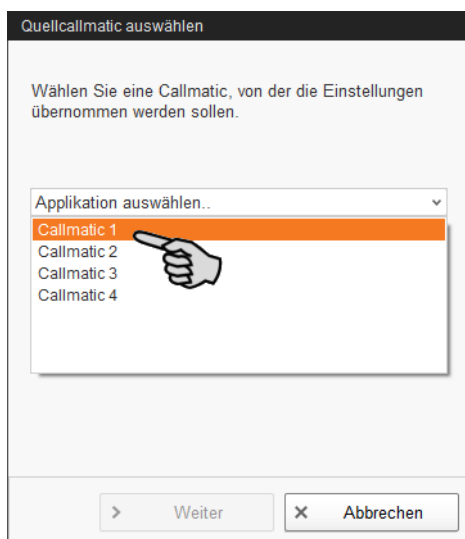 Quellcallmatic auswählen
Wählen Sie eine Callmatic, von der die Einstellungen
übernommen werden sollen.
Applikation auswählen..
Callmatic 1
Callmatic 2
Callmatic 3
Callmatic 4
Weiter
Abbrechen